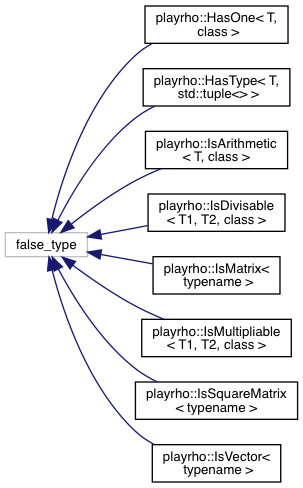 playrho::HasOne< T,
class >
playrho::HasType< T,
std::tuple<> >
playrho::IsArithmetic
< T, class >
playrho::IsDivisable
< T1, T2, class >
false_type
playrho::IsMatrix<
typename >
playrho::IsMultipliable
< T1, T2, class >
playrho::IsSquareMatrix
< typename >
playrho::IsVector<
typename >